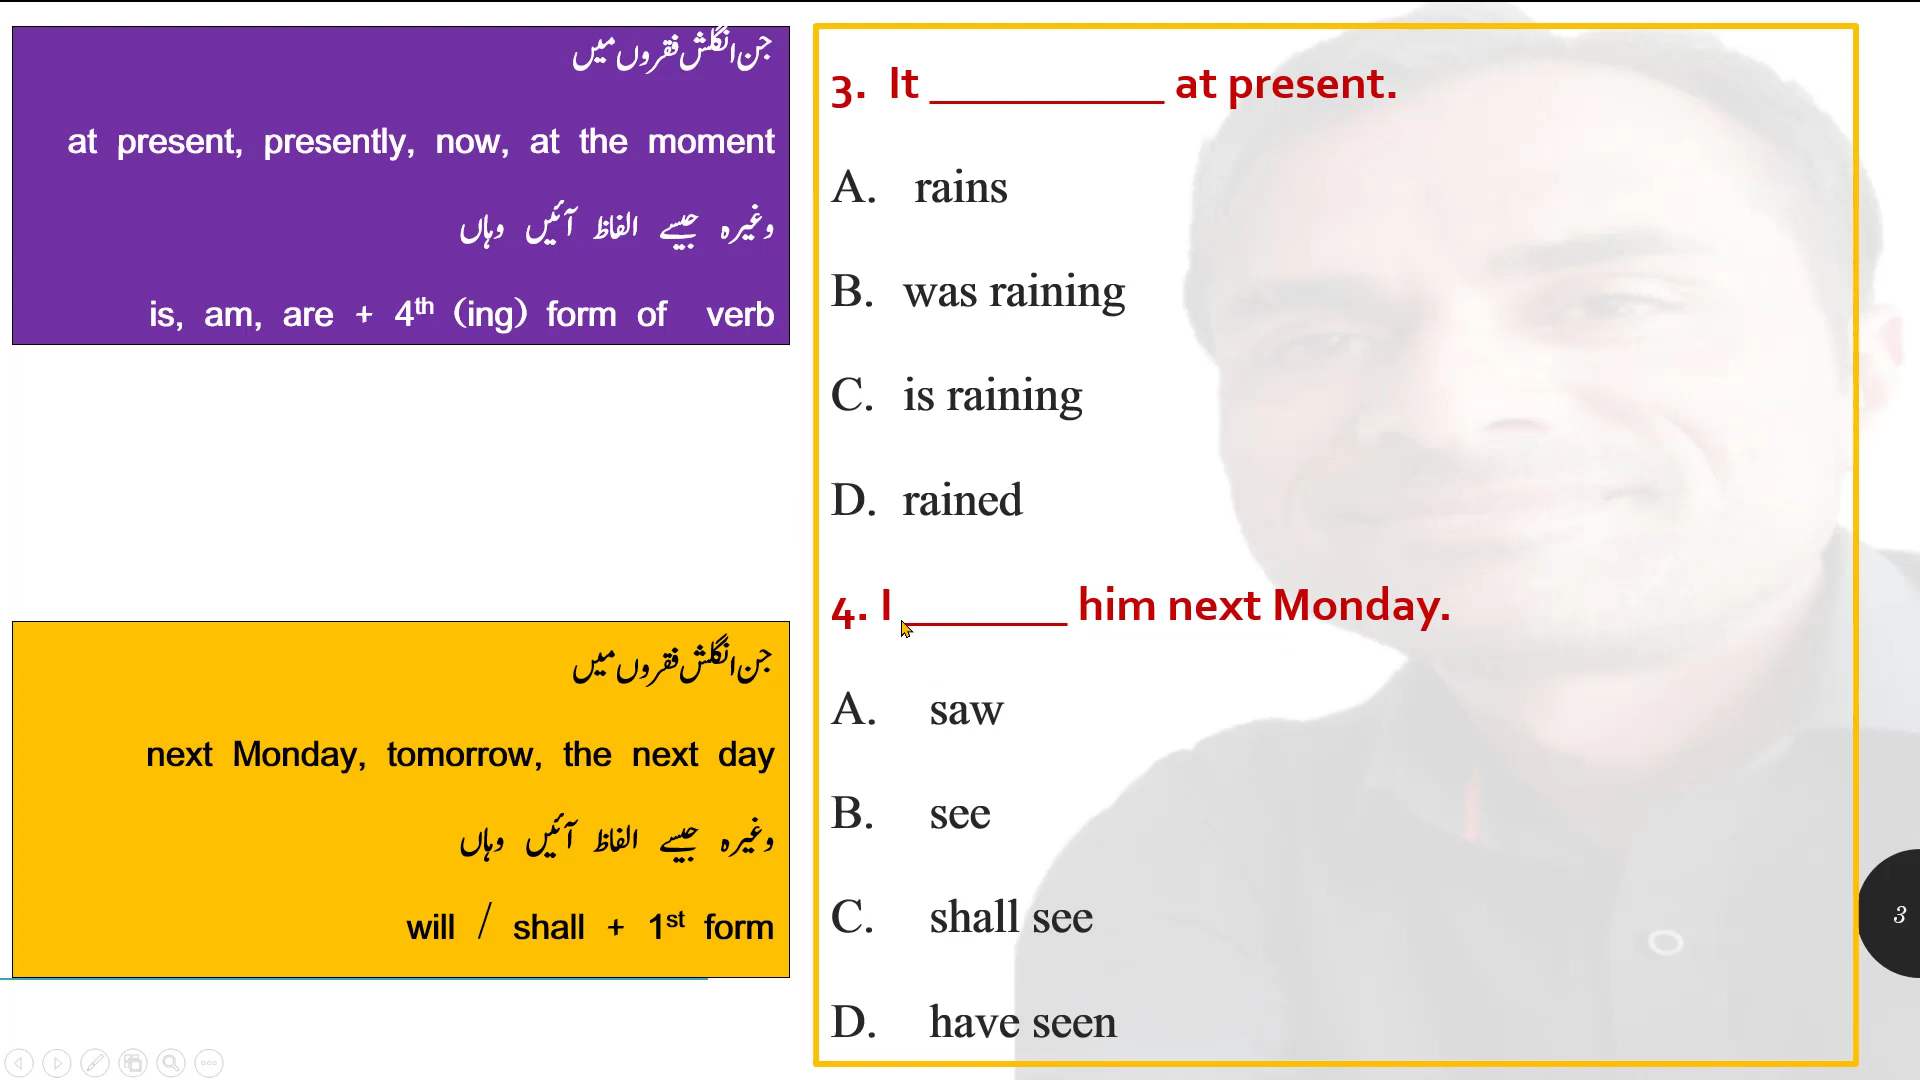 جن انگلش فقروں میں
at present, presently, now, at the moment
وغیرہ جیسے الفاظ آئیں وہاں
is, am, are + 4th (ing) form of verb
جن انگلش فقروں میں
next Monday, tomorrow, the next day
وغیرہ جیسے الفاظ آئیں وہاں
will / shall + 1st form
3. It __________ at present.
A. rains
B. was raining
C. is raining
D. rained
4. I _______ him next Monday.
A. saw
B. see
C. shall see
D. have seen
3